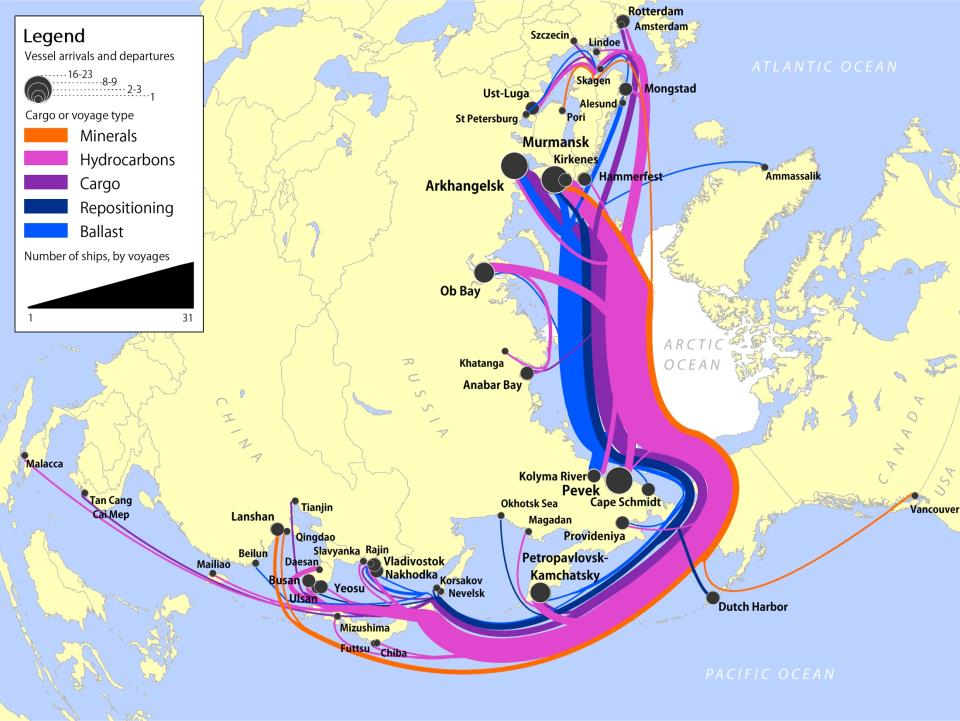 Legend
Vessel arrivals and departures
16-23
8-9
2-3
1
Cargo or voyage type
Minerals
Hydrocarbons
Cargo
Repositioning
Ballast
Number of ships, by voyages
1
31
Rotterdam
Amsterdam
Szczecin
Lindoe
ATLANTIC OCEAN
Skagen
Mongstad
Ust-Luga
Alesund
St Petersburg
Pori
Murmansk
Kirkenes
Hammerfest
Ammassalik
Arkhangelsk
Ob Bay
ARCTIC
OCEAN
Khatanga
Anabar Bay
RUSSIA
CHINA
CANADA
USA
Malacca
Kolyma River
Pevek
Cape Schmidt
Tan Cang
Cai Mep
Tianjin
Okhotsk Sea
Vancouver
Lanshan
Magadan
Qingdao
Provideniya
Beilun
Slavyanka
Rajin
Daesan
Vladivostok
Nakhodka
Petropavlovsk-
Kamchatsky
Mailiao
Busan
Yeosu
Korsakov
Nevelsk
Ulsan
Dutch Harbor
Mizushima
Futtsu
Chiba
PACIFIC OCEAN